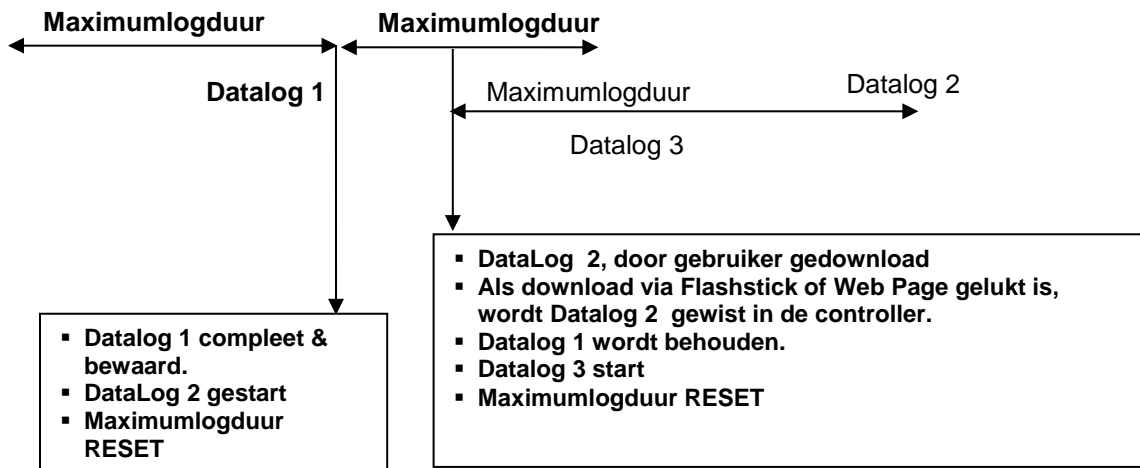 Maximumlogduur
Maximumlogduur
Datalog 1
Maximumlogduur
Datalog 2
Datalog 3
▪ DataLog 2, door gebruiker gedownload
▪ Als download via Flashstick of Web Page gelukt is,
wordt Datalog 2 gewist in de controller.
▪ Datalog 1 wordt behouden.
▪ Datalog 3 start
▪ Maximumlogduur RESET
▪ Datalog 1 compleet &
bewaard.
▪ DataLog 2 gestart
▪ Maximumlogduur
RESET